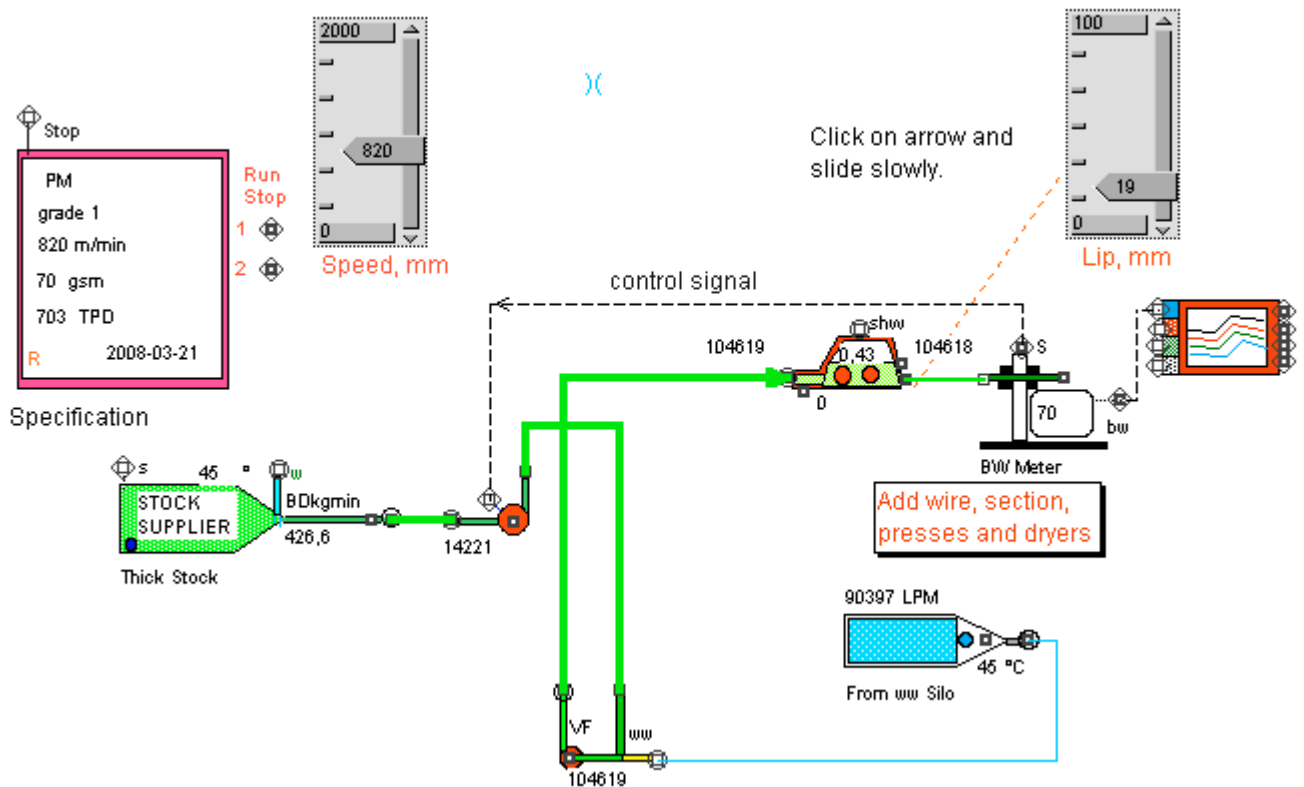 2000
820
0
Speed, mm
)(
100
19
0
Lip, mm
Click on arrow and
slide slowly.
Stop
PM
grade 1
820 m/min
70 gsm
703 TPD
R 2008-03-21
Specification
Run
Stop
1
2
control signal
104619
shw
0,43
104618
0
S
70
bw
BW Meter
Add wire, section,
presses and dryers
s
45 °
w
STOCK
SUPPLIER
BDkgmin
426,6
14221
Thick Stock
90397 LPM
45 °C
From ww Silo
VF
ww
104619